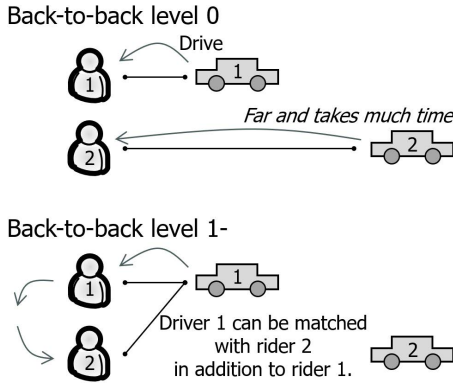 Back-to-back level 0
Drive
1
1
Far and takes much time
2
2
Back-to-back level 1-
1
1
Driver 1 can be matched
with rider 2
in addition to rider 1.
2
2